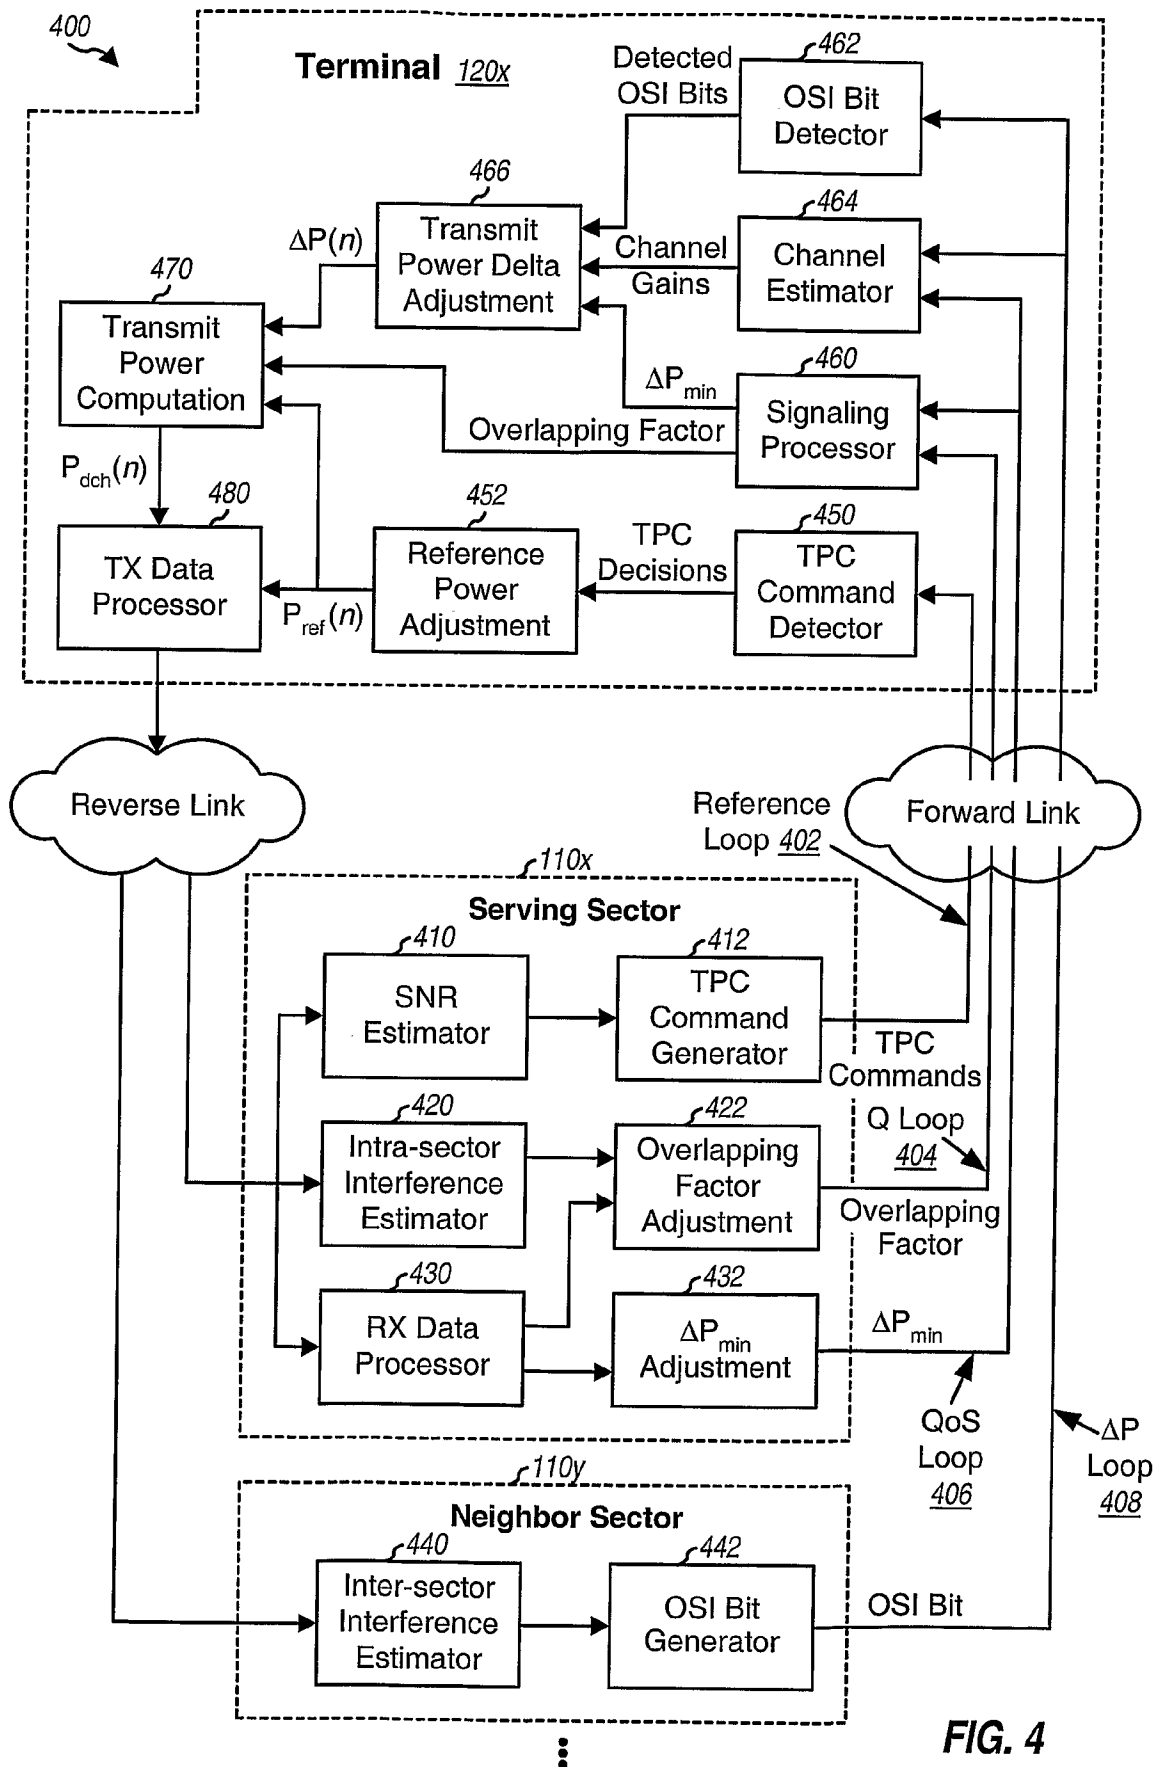 400
Terminal 120x
Detected
OSI Bits
462
OSI Bit
Detector
466
Transmit
Power Delta
Adjustment
ΔP(n)
Channel
Gains
464
Channel
Estimator
470
Transmit
Power
Computation
ΔPmin
460
Signaling
Processor
Overlapping Factor
Pdch(n)
480
TX Data
Processor
Pref(n)
452
Reference
Power
Adjustment
TPC
Decisions
450
TPC
Command
Detector
Reverse Link
Reference
Loop 402
Forward Link
110x
Serving Sector
410
SNR
Estimator
412
TPC
Command
Generator
TPC
Commands
420
Intra-sector
Interference
Estimator
422
Overlapping
Factor
Adjustment
Q Loop
404
Overlapping
Factor
430
RX Data
Processor
432
ΔPmin
Adjustment
ΔPmin
QoS
Loop
406
ΔP
Loop
408
110y
Neighbor Sector
440
Inter-sector
Interference
Estimator
442
OSI Bit
Generator
OSI Bit
FIG. 4